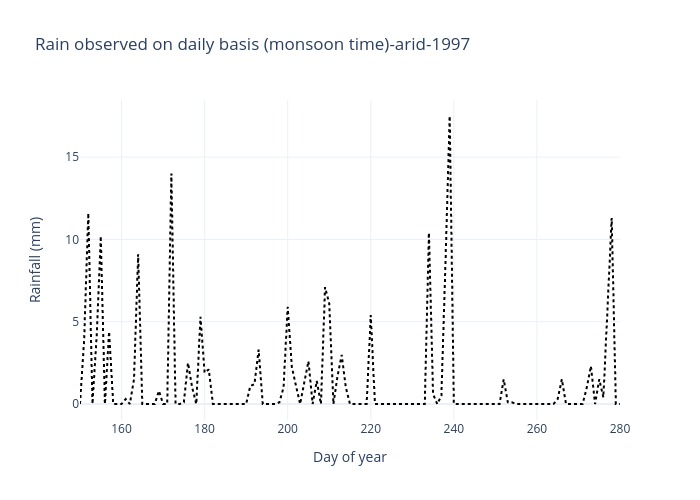 Rain observed on daily basis (monsoon time)-arid-1997
Rainfall (mm)
15
10
5
0
160 180 200 220 240 260 280
Day of year